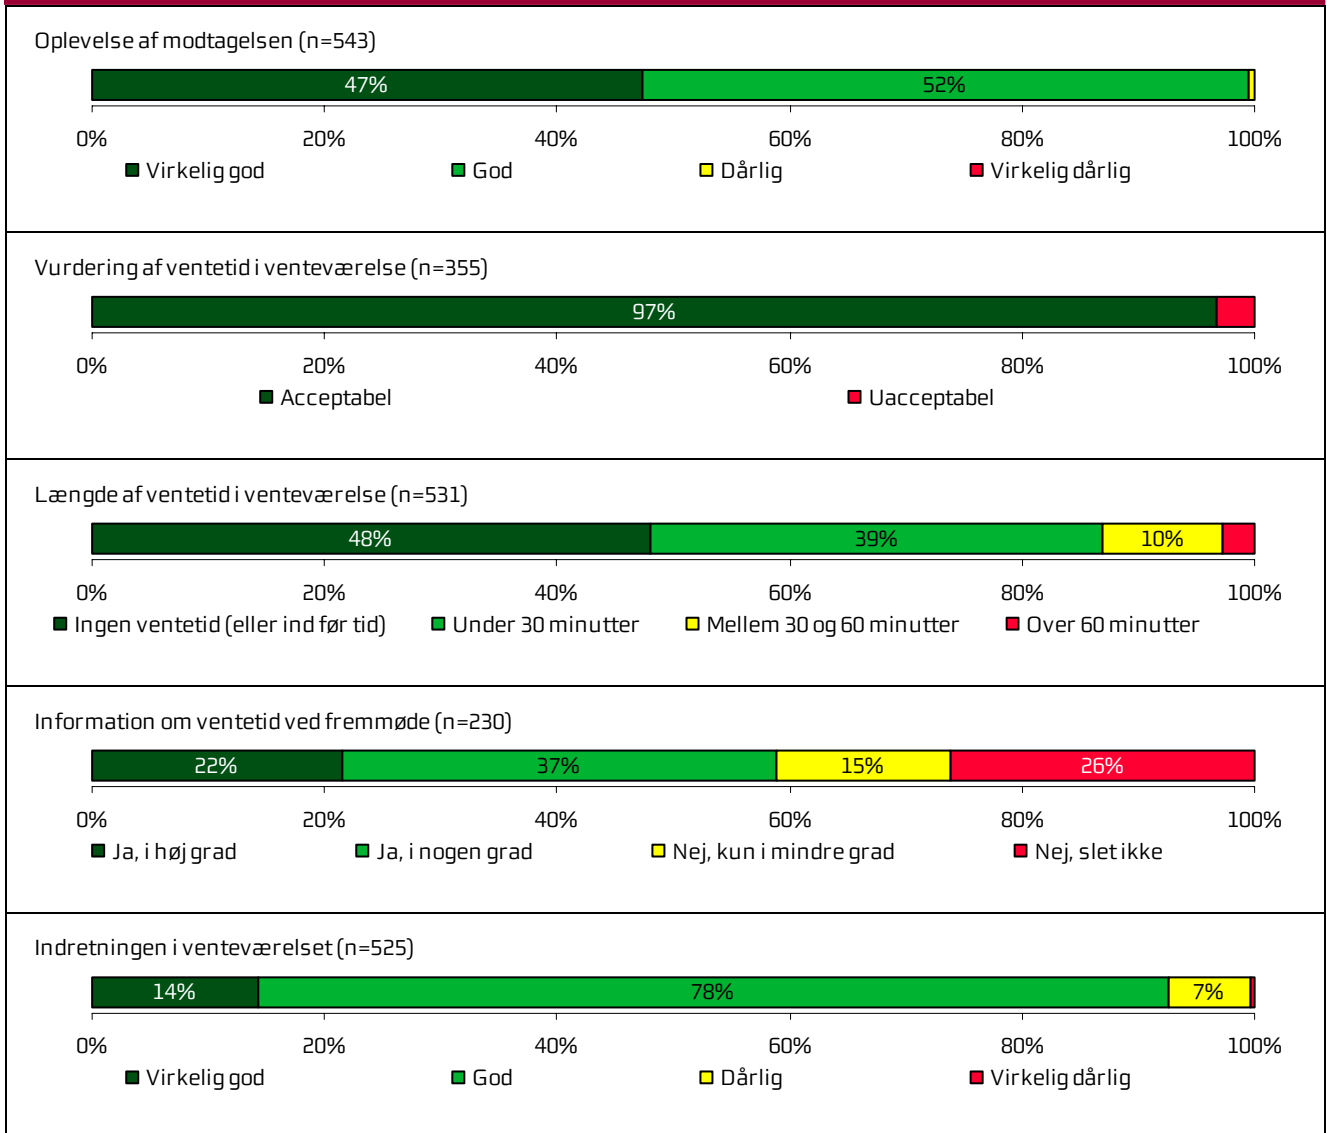 Oplevelse af modtagelsen (n=543)
47% 52%
0% 20% 40% 60% 80% 100%
Virkelig god God Dårlig Virkelig dårlig
Vurdering af ventetid i venteværelse (n=355)
97%
0% 20% 40% 60% 80% 100%
Acceptabel Uacceptabel
Længde af ventetid i venteværelse (n=531)
48% 39% 10%
0% 20% 40% 60% 80% 100%
Ingen ventetid (eller ind før tid) Under 30 minutter Mellem 30 og 60 minutter Over 60 minutter
Information om ventetid ved fremmøde (n=230)
22% 37% 15% 26%
0% 20% 40% 60% 80% 100%
Ja, i høj grad Ja, i nogen grad Nej, kun i mindre grad Nej, slet ikke
Indretningen i venteværelset (n=525)
14% 78% 7%
0% 20% 40% 60% 80% 100%
Virkelig god God Dårlig Virkelig dårlig